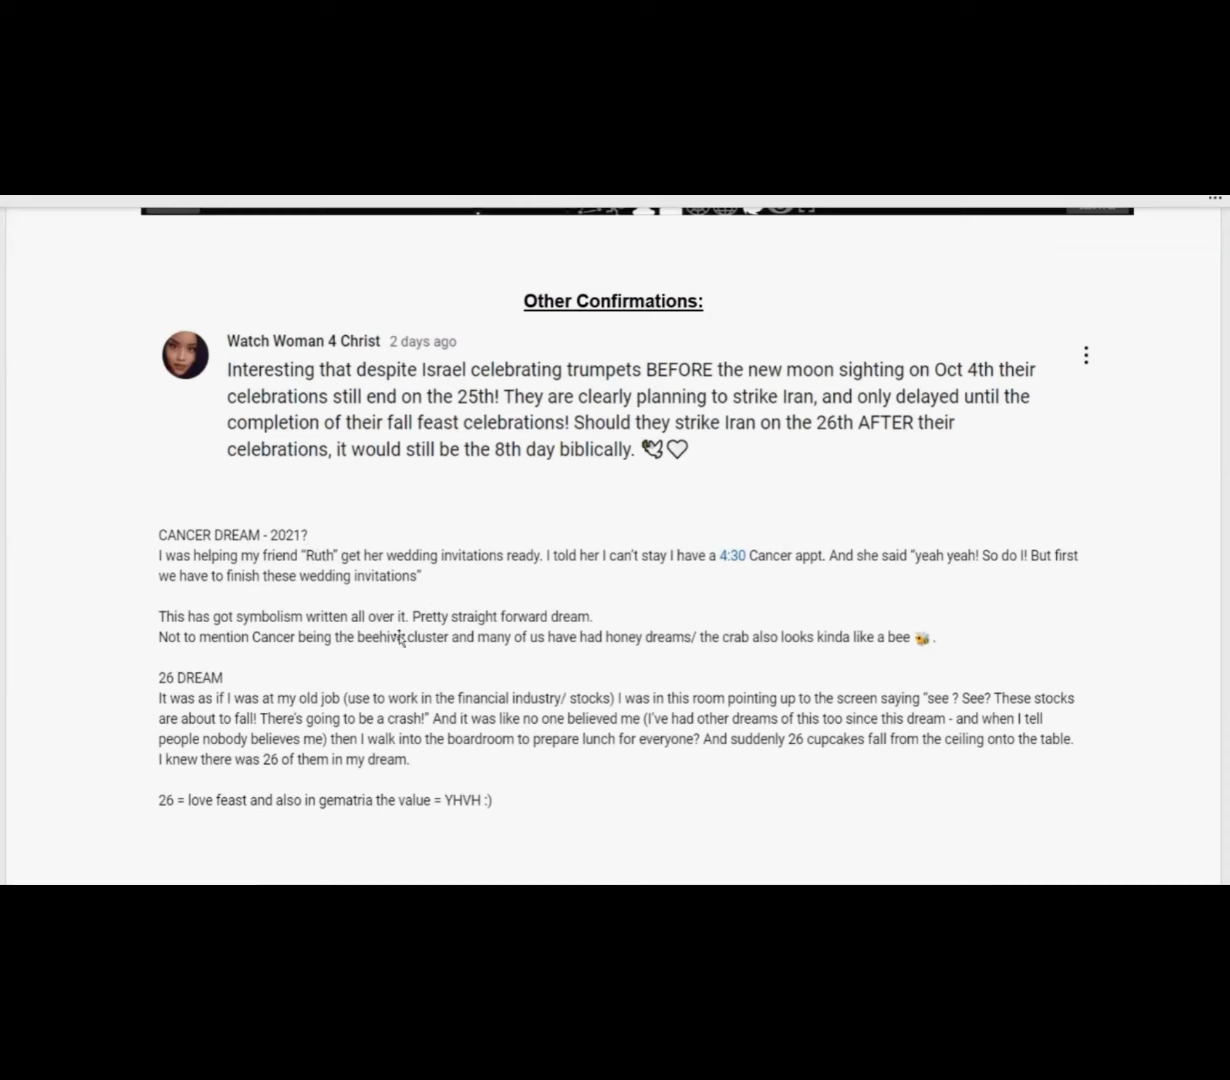 Other Confirmations:
Watch Woman 4 Christ 2 days ago
Interesting that despite Israel celebrating trumpets BEFORE the new moon sighting on Oct 4th their
celebrations still end on the 25th! They are clearly planning to strike Iran, and only delayed until the
completion of their fall feast celebrations! Should they strike Iran on the 26th AFTER their
celebrations, it would still be the 8th day biblically. 🕊️🤍
CANCER DREAM - 2021?
I was helping my friend “Ruth” get her wedding invitations ready. I told her I can’t stay I have a 4:30 Cancer appt. And she said “yeah yeah! So do I! But first
we have to finish these wedding invitations”
This has got symbolism written all over it. Pretty straight forward dream.
Not to mention Cancer being the beehive cluster and many of us have had honey dreams/ the crab also looks kinda like a bee 🐝 .
26 DREAM
It was as if I was at my old job (use to work in the financial industry/ stocks) I was in this room pointing up to the screen saying “see ? See? These stocks
are about to fall! There’s going to be a crash!” And it was like no one believed me (I’ve had other dreams of this too since this dream - and when I tell
people nobody believes me) then I walk into the boardroom to prepare lunch for everyone? And suddenly 26 cupcakes fall from the ceiling onto the table.
I knew there was 26 of them in my dream.
26 = love feast and also in gematria the value = YHVH :)